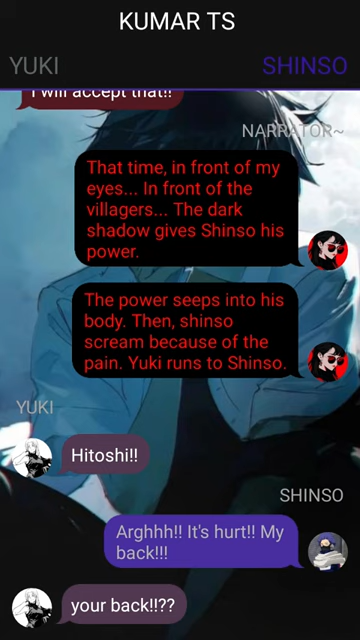 KUMAR TS
YUKI
SHINSO
I will accept that!!
NARRATOR~
That time, in front of my
eyes... In front of the
villagers... The dark
shadow gives Shinso his
power.
The power seeps into his
body. Then, shinso
scream because of the
pain. Yuki runs to Shinso.
YUKI
Hitoshi!!
SHINSO
Arghhh!! It's hurt!! My
back!!!
your back!!??